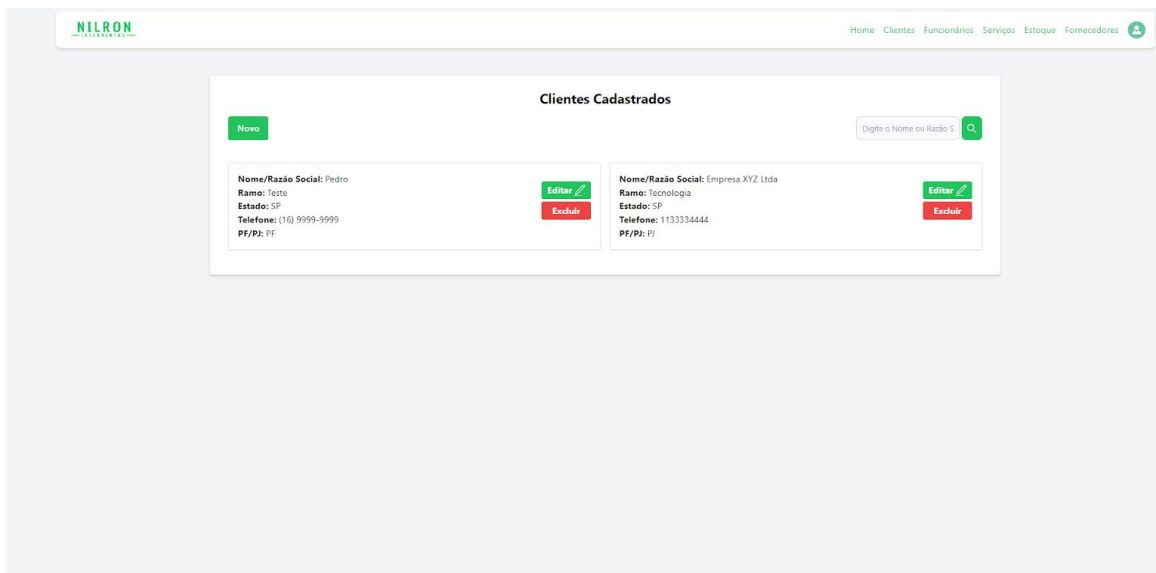 NILRON
Home Clientes Funcionários Serviços Estoque Fornecedores
Clientes Cadastrados
Novo
Digite o Nome ou Razão S
Nome/Razão Social: Pedro
Ramo: Teste
Estado: SP
Telefone: (16) 9999-9999
PF/PJ: PF
Editar
Excluir
Nome/Razão Social: Empresa XYZ Ltda
Ramo: Tecnologia
Estado: SP
Telefone: 1133334444
PF/PJ: PJ
Editar
Excluir